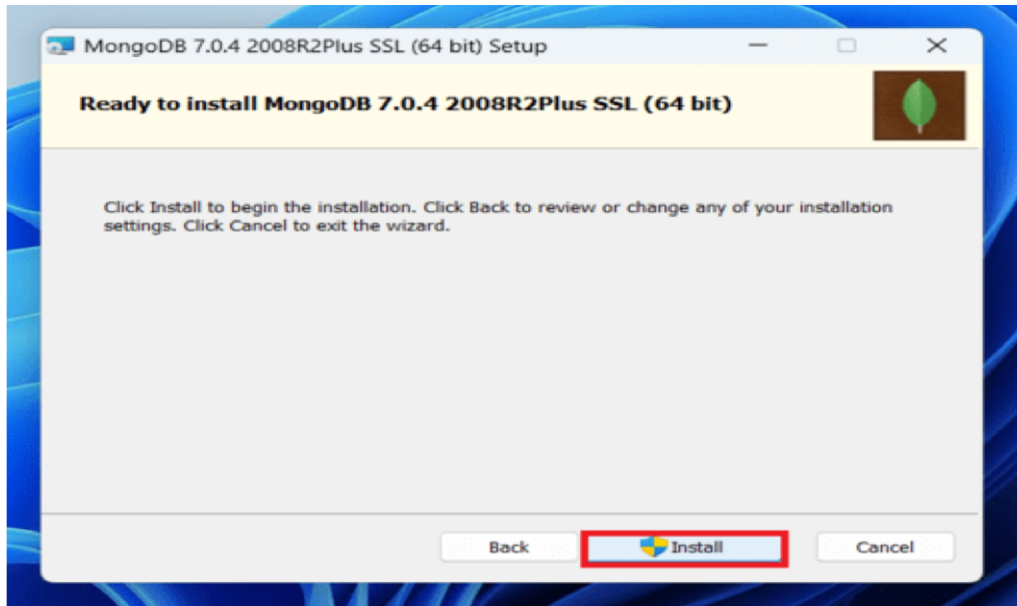 MongoDB 7.0.4 2008R2Plus SSL (64 bit) Setup
Ready to install MongoDB 7.0.4 2008R2Plus SSL (64 bit)
Click Install to begin the installation. Click Back to review or change any of your installation
settings. Click Cancel to exit the wizard.
Back Install Cancel